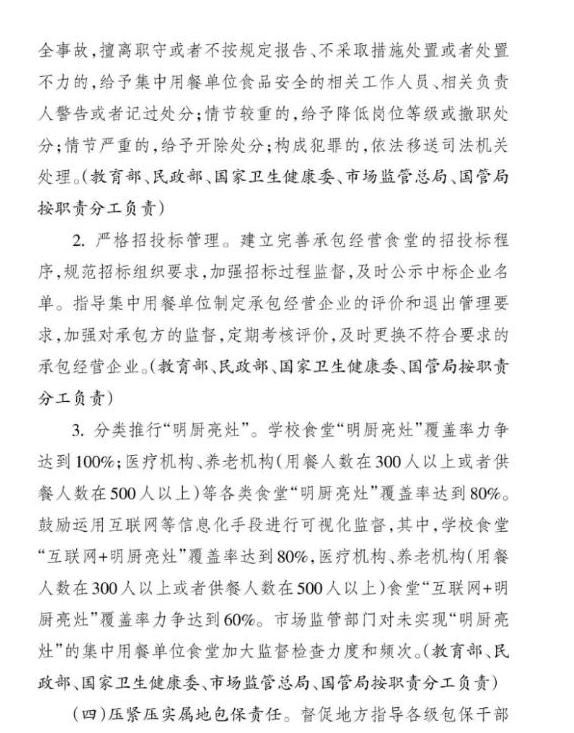 全事故,擅离职守或者不按规定报告、不采取措施处置或者处置
不力的,给予集中用餐单位食品安全的相关工作人员、相关负责
人警告或者记过处分;情节较重的,给予降低岗位等级或撤职处
分;情节严重的,给予开除处分;构成犯罪的,依法移送司法机关
处理。(教育部、民政部、国家卫生健康委、市场监管总局、国管局
按职责分工负责)
2. 严格招投标管理。建立完善承包经营食堂的招投标程
序,规范招标组织要求,加强招标过程监督,及时公示中标企业名
单。指导集中用餐单位制定承包经营企业的评价和退出管理要
求,加强对承包方的监督,定期考核评价,及时更换不符合要求的
承包经营企业。(教育部、民政部、国家卫生健康委、国管局按职责
分工负责)
3. 分类推行“明厨亮灶”。学校食堂“明厨亮灶”覆盖率力争
达到100%;医疗机构、养老机构(用餐人数在300人以上或者供
餐人数在500人以上)等各类食堂“明厨亮灶”覆盖率达到80%。
鼓励运用互联网等信息化手段进行可视化监督,其中,学校食堂
“互联网+明厨亮灶”覆盖率达到80%,医疗机构、养老机构(用餐
人数在300人以上或者供餐人数在500人以上)食堂“互联网+明
厨亮灶”覆盖率力争达到60%。市场监管部门对未实现“明厨亮
灶”的集中用餐单位食堂加大监督检查力度和频次。(教育部、民
政部、国家卫生健康委、市场监管总局、国管局按职责分工负责)
(四)压紧压实属地包保责任。督促地方指导各级包保干部